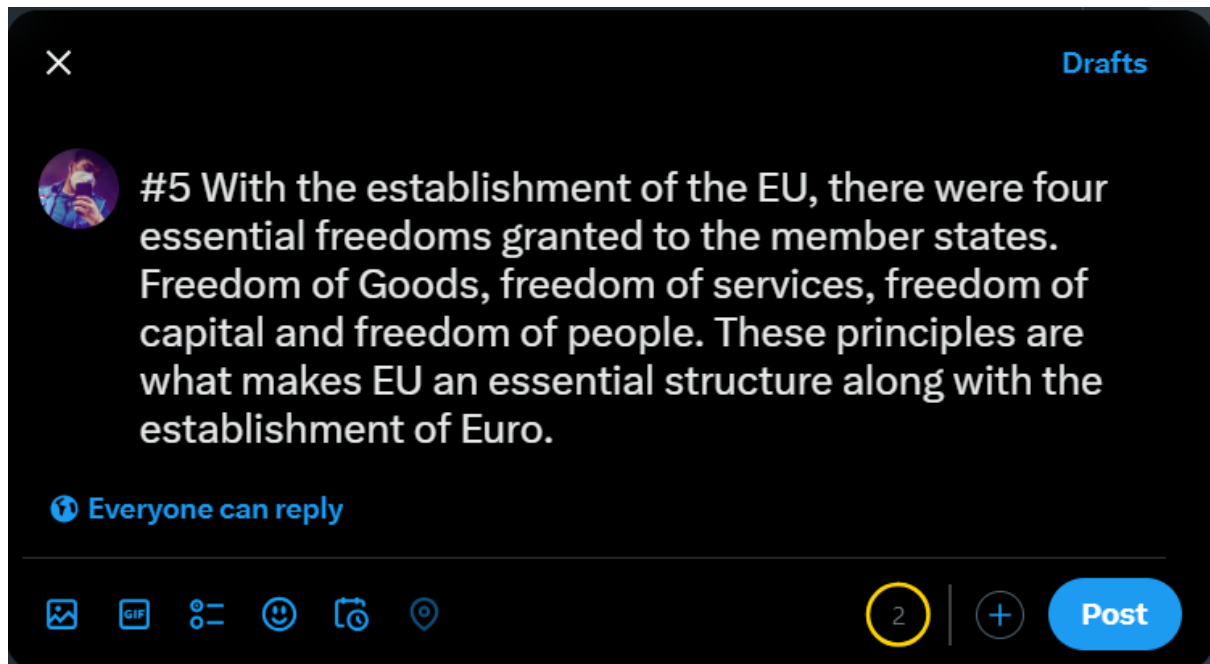 Drafts
#5 With the establishment of the EU, there were four
essential freedoms granted to the member states.
Freedom of Goods, freedom of services, freedom of
capital and freedom of people. These principles are
what makes EU an essential structure along with the
establishment of Euro.
Everyone can reply
GIF
2
Post